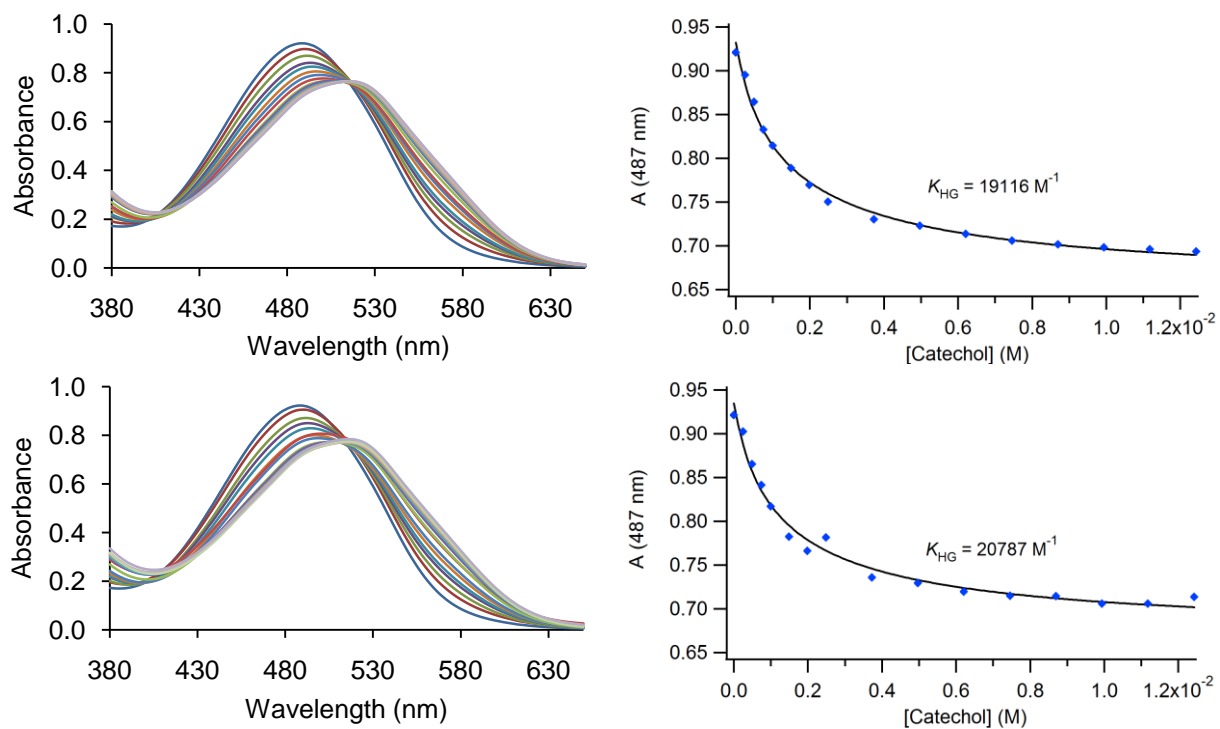 1.0
0.8
0.6
0.4
0.2
0.0
Absorbance
380 430 480 530 580 630
Wavelength (nm)
0.95
0.90
0.85
0.80
0.75
0.70
0.65
A (487 nm)
K_HG = 19116 M⁻¹
0.0 0.2 0.4 0.6 0.8 1.0 1.2x10⁻²
[Catechol] (M)
1.0
0.8
0.6
0.4
0.2
0.0
Absorbance
380 430 480 530 580 630
Wavelength (nm)
0.95
0.90
0.85
0.80
0.75
0.70
0.65
A (487 nm)
K_HG = 20787 M⁻¹
0.0 0.2 0.4 0.6 0.8 1.0 1.2x10⁻²
[Catechol] (M)